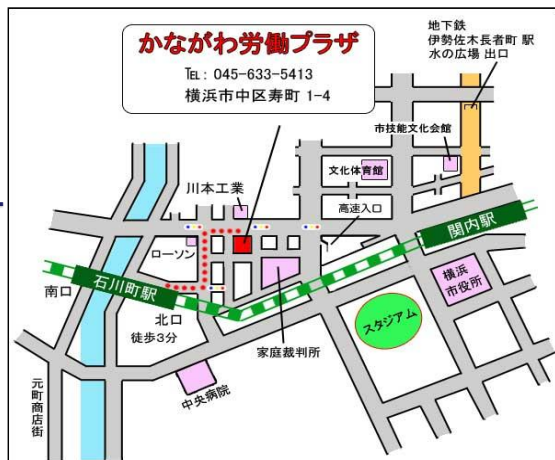 かながわ労働プラザ
℡: 045-633-5413
横浜市中区寿町 1-4
地下鉄
伊勢佐木長者町 駅
水の広場 出口
市技能文化会館
文化体育館
川本工業
高速入口
関内駅
ローソン
石川町駅
南口
北口
徒歩3分
横浜
市役所
スタジアム
家庭裁判所
中央病院
元町商店街